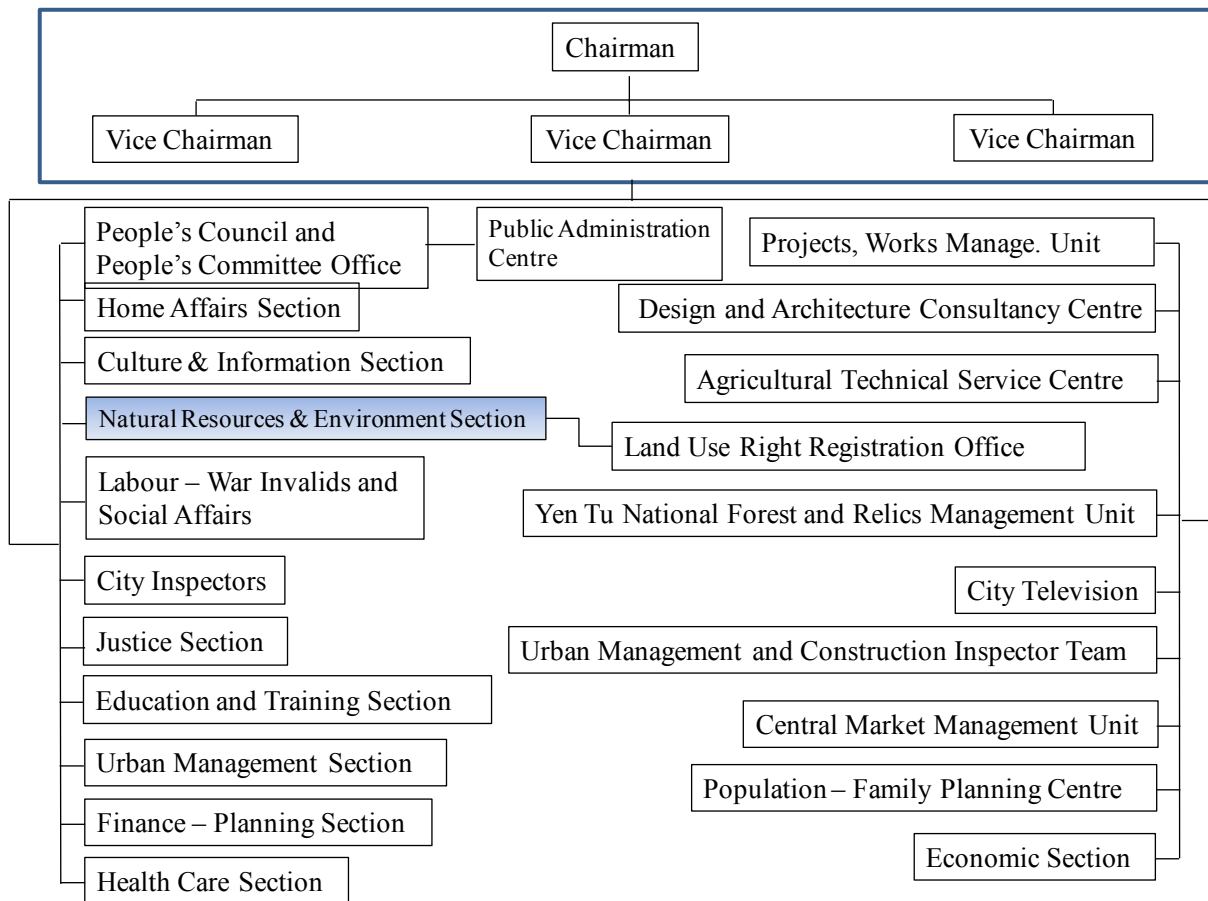 Chairman
Vice Chairman
Vice Chairman
Vice Chairman
People’s Council and
People’s Committee Office
Public Administration
Centre
Projects, Works Manage. Unit
Home Affairs Section
Design and Architecture Consultancy Centre
Culture & Information Section
Agricultural Technical Service Centre
Natural Resources & Environment Section
Land Use Right Registration Office
Labour – War Invalids and
Social Affairs
Yen Tu National Forest and Relics Management Unit
City Inspectors
City Television
Justice Section
Urban Management and Construction Inspector Team
Education and Training Section
Central Market Management Unit
Urban Management Section
Population – Family Planning Centre
Finance – Planning Section
Economic Section
Health Care Section